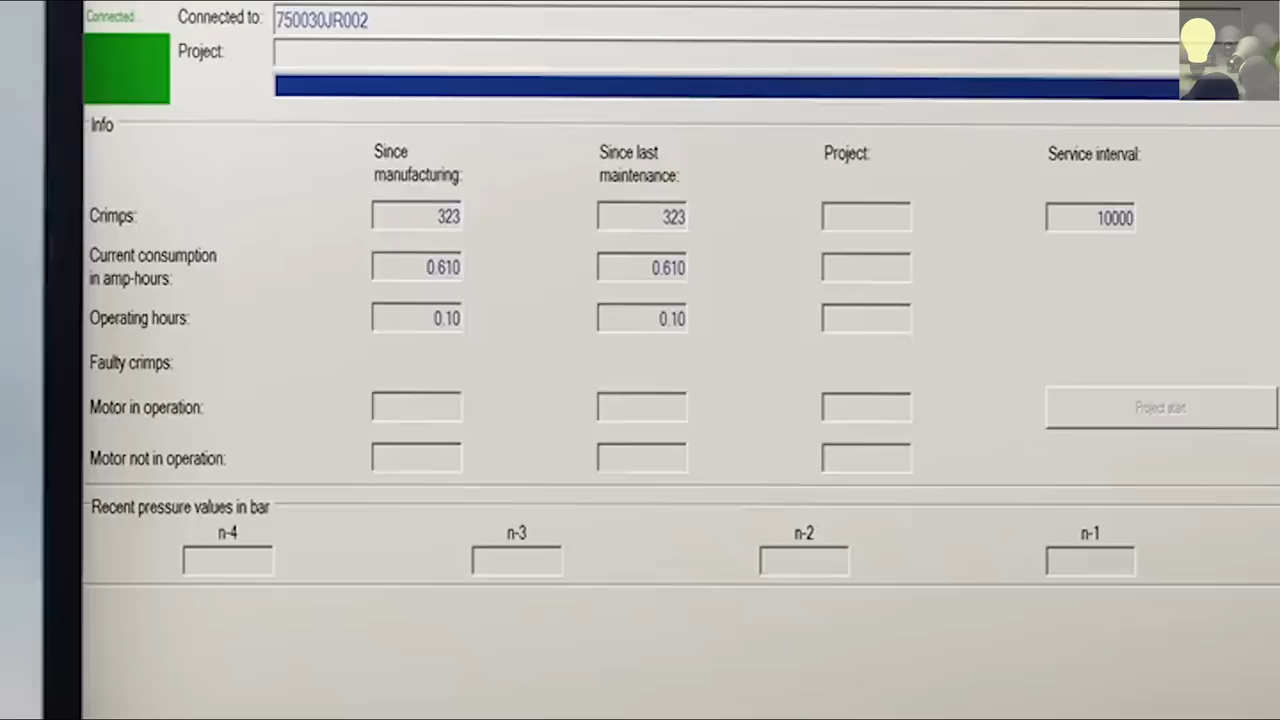 Connected...
Connected to: 750030JR002
Project:
Info
Since manufacturing:
Since last maintenance:
Project:
Service interval:
Crimps: 323 323 10000
Current consumption
in amp-hours: 0.610 0.610
Operating hours: 0.10 0.10
Faulty crimps:
Motor in operation:
Project start
Motor not in operation:
Recent pressure values in bar
n-4 n-3 n-2 n-1